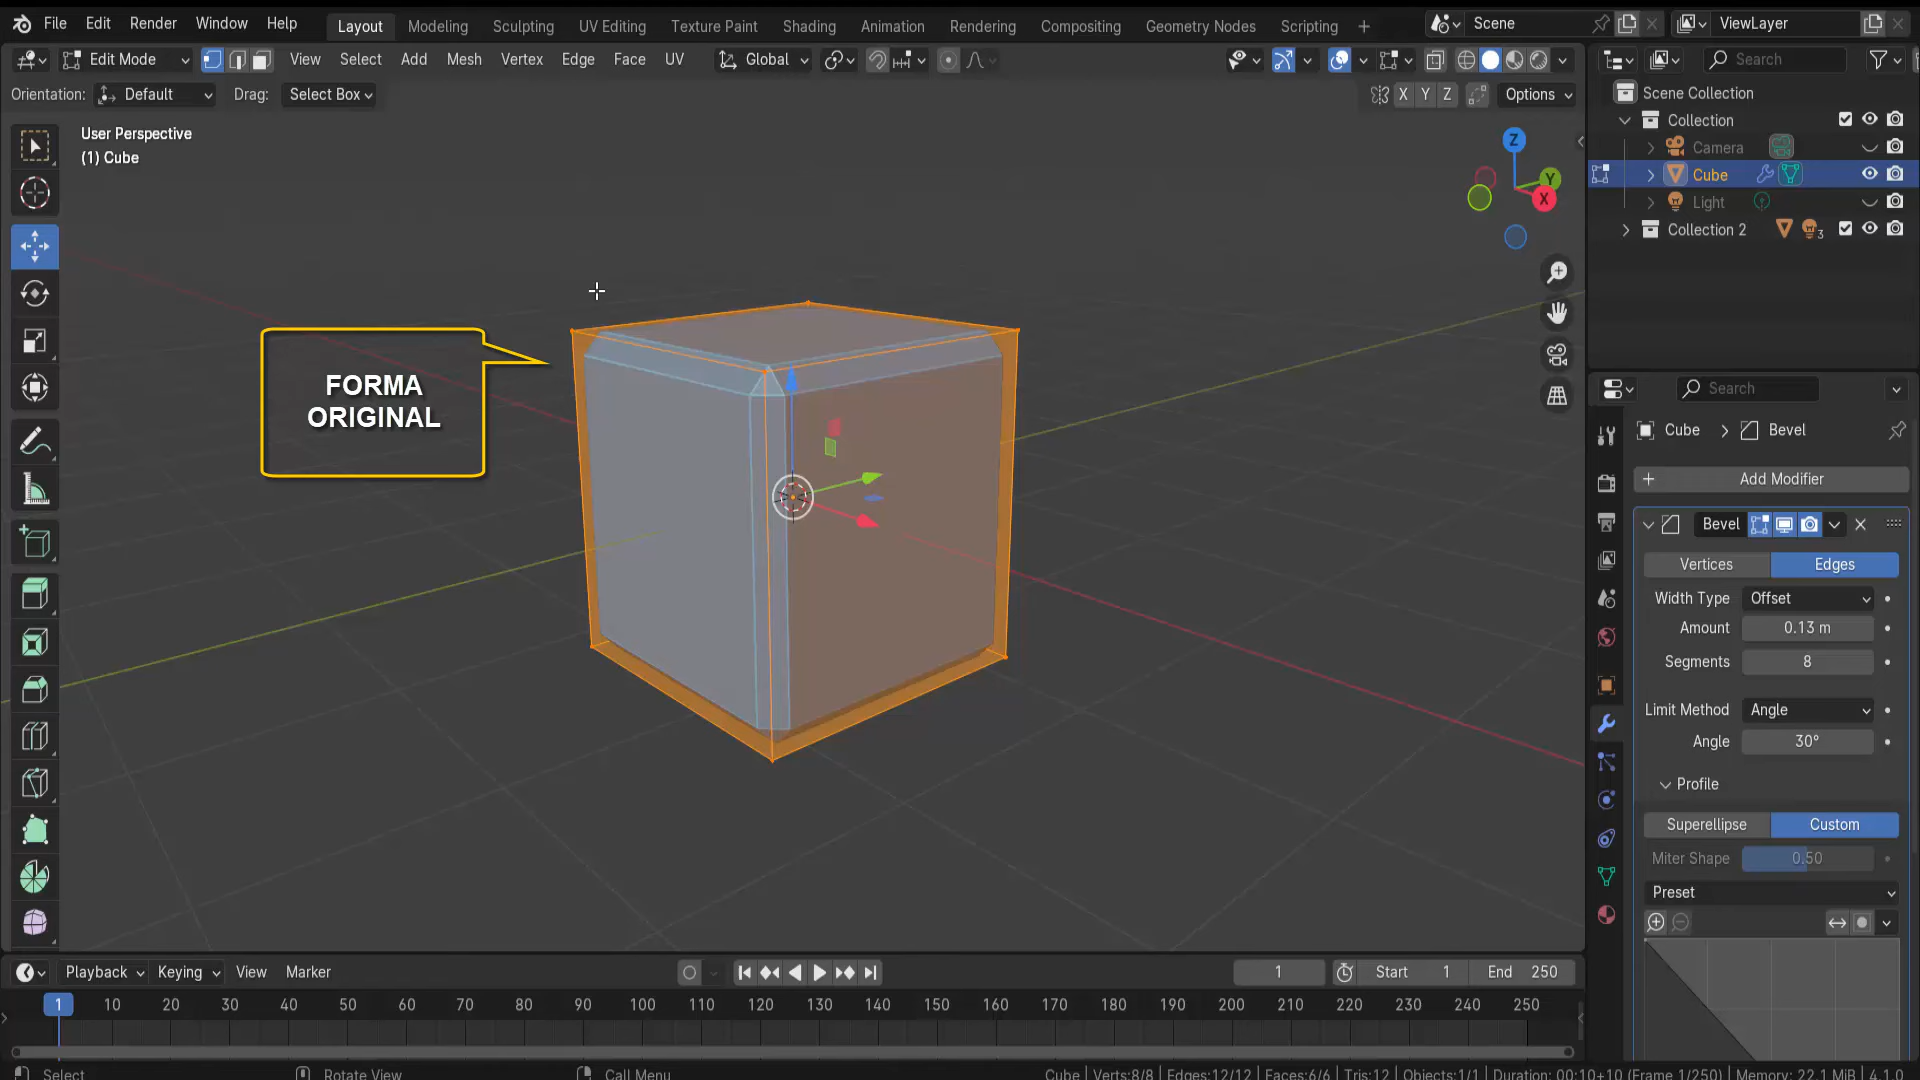 File Edit Render Window Help Layout Modeling Sculpting UV Editing Texture Paint Shading Animation Rendering Compositing Geometry Nodes Scripting + Scene ViewLayer
Edit Mode View Select Add Mesh Vertex Edge Face UV Global Search
Orientation: Default Drag: Select Box X Y Z Options
Scene Collection
Collection
Camera
Cube
Light
Collection 2 3
User Perspective
(1) Cube
Z
Y
X
FORMA
ORIGINAL
Search
Cube > Bevel
+ Add Modifier
Bevel
Vertices Edges
Width Type Offset
Amount 0.13 m
Segments 8
Limit Method Angle
Angle 30°
Profile
Superellipse Custom
Miter Shape 0.50
Preset
Playback Keying View Marker 1 Start 1 End 250
1 10 20 30 40 50 60 70 80 90 100 110 120 130 140 150 160 170 180 190 200 210 220 230 240 250
Select Rotate View Call Menu Cube | Verts:8/8 | Edges:12/12 | Faces:6/6 | Tris:12 | Objects:1/1 | Duration: 00:10+10 (Frame 1/250) | Memory: 22.1 MiB | 4.1.0